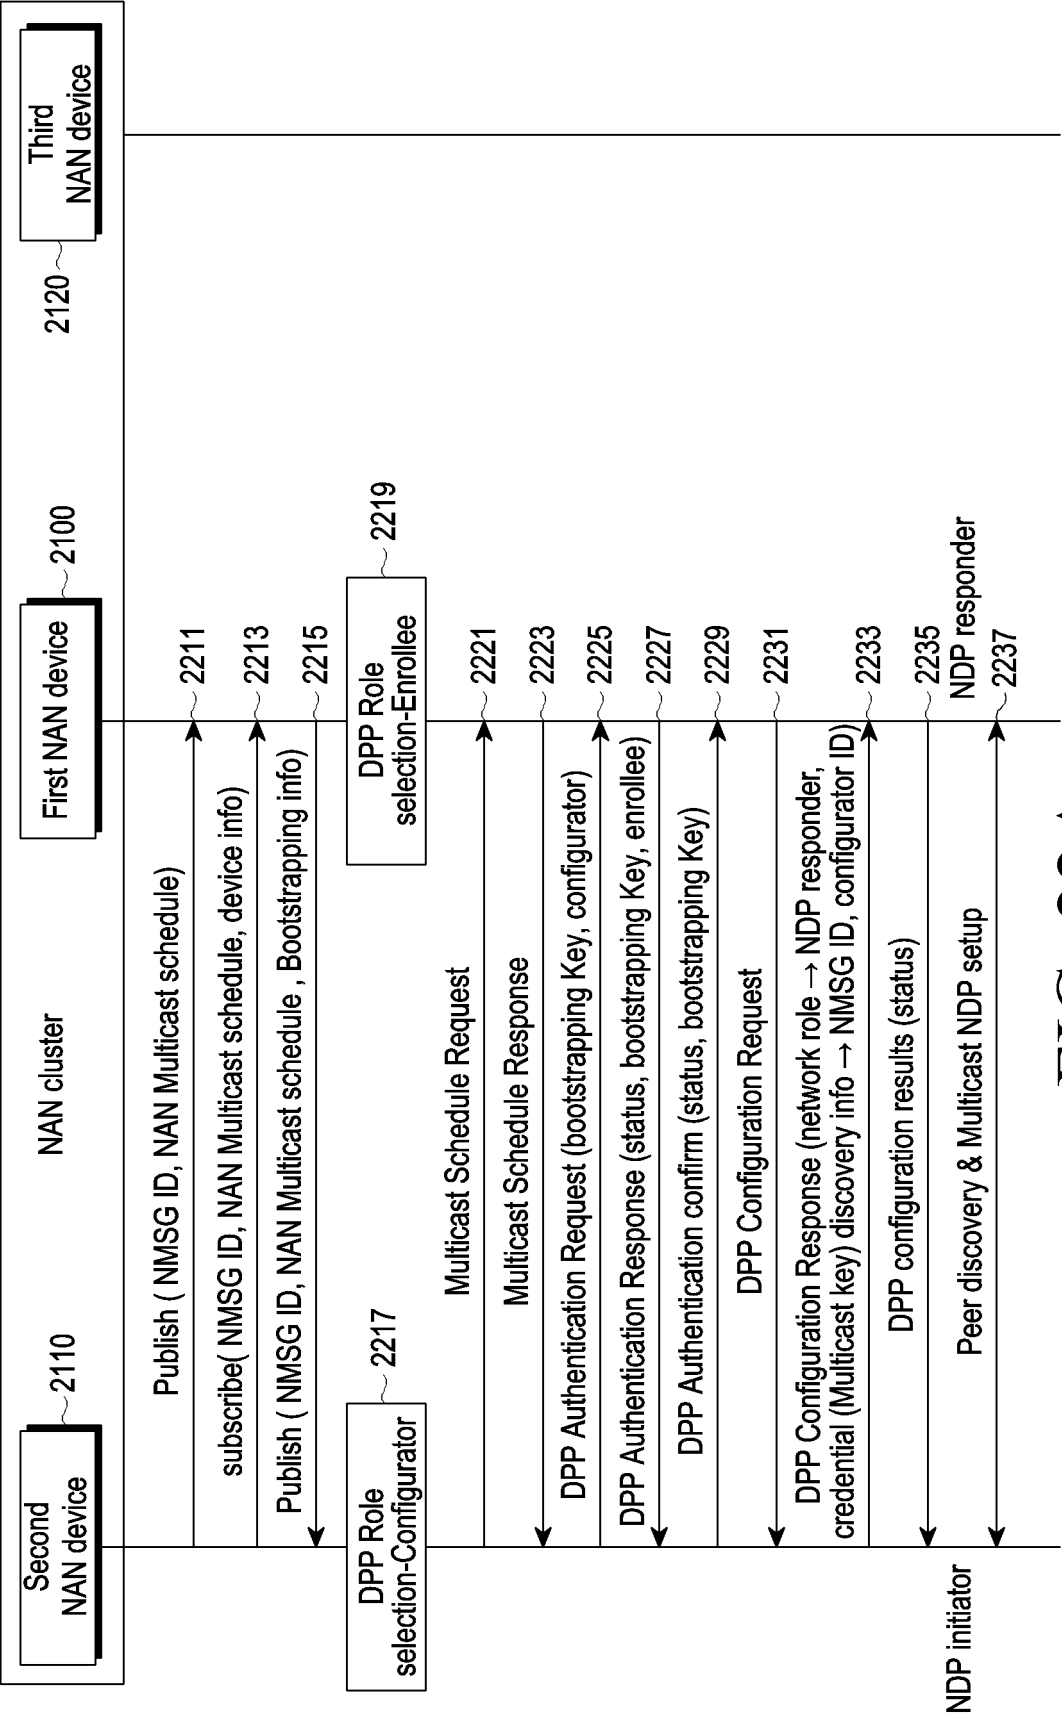 NAN cluster
Second
NAN device
2110
First NAN device
2100
Third
NAN device
2120
Publish ( NMSG ID, NAN Multicast schedule)
2211
subscribe( NMSG ID, NAN Multicast schedule, device info)
2213
Publish ( NMSG ID, NAN Multicast schedule , Bootstrapping info)
2215
DPP Role
selection-Configurator
2217
DPP Role
selection-Enrollee
2219
Multicast Schedule Request
2221
Multicast Schedule Response
2223
DPP Authentication Request (bootstrapping Key, configurator)
2225
DPP Authentication Response (status, bootstrapping Key, enrollee)
2227
DPP Authentication confirm (status, bootstrapping Key)
2229
DPP Configuration Request
2231
DPP Configuration Response (network role → NDP responder,
credential (Multicast key) discovery info → NMSG ID, configurator ID)
2233
DPP configuration results (status)
2235
NDP initiator
NDP responder
Peer discovery & Multicast NDP setup
2237